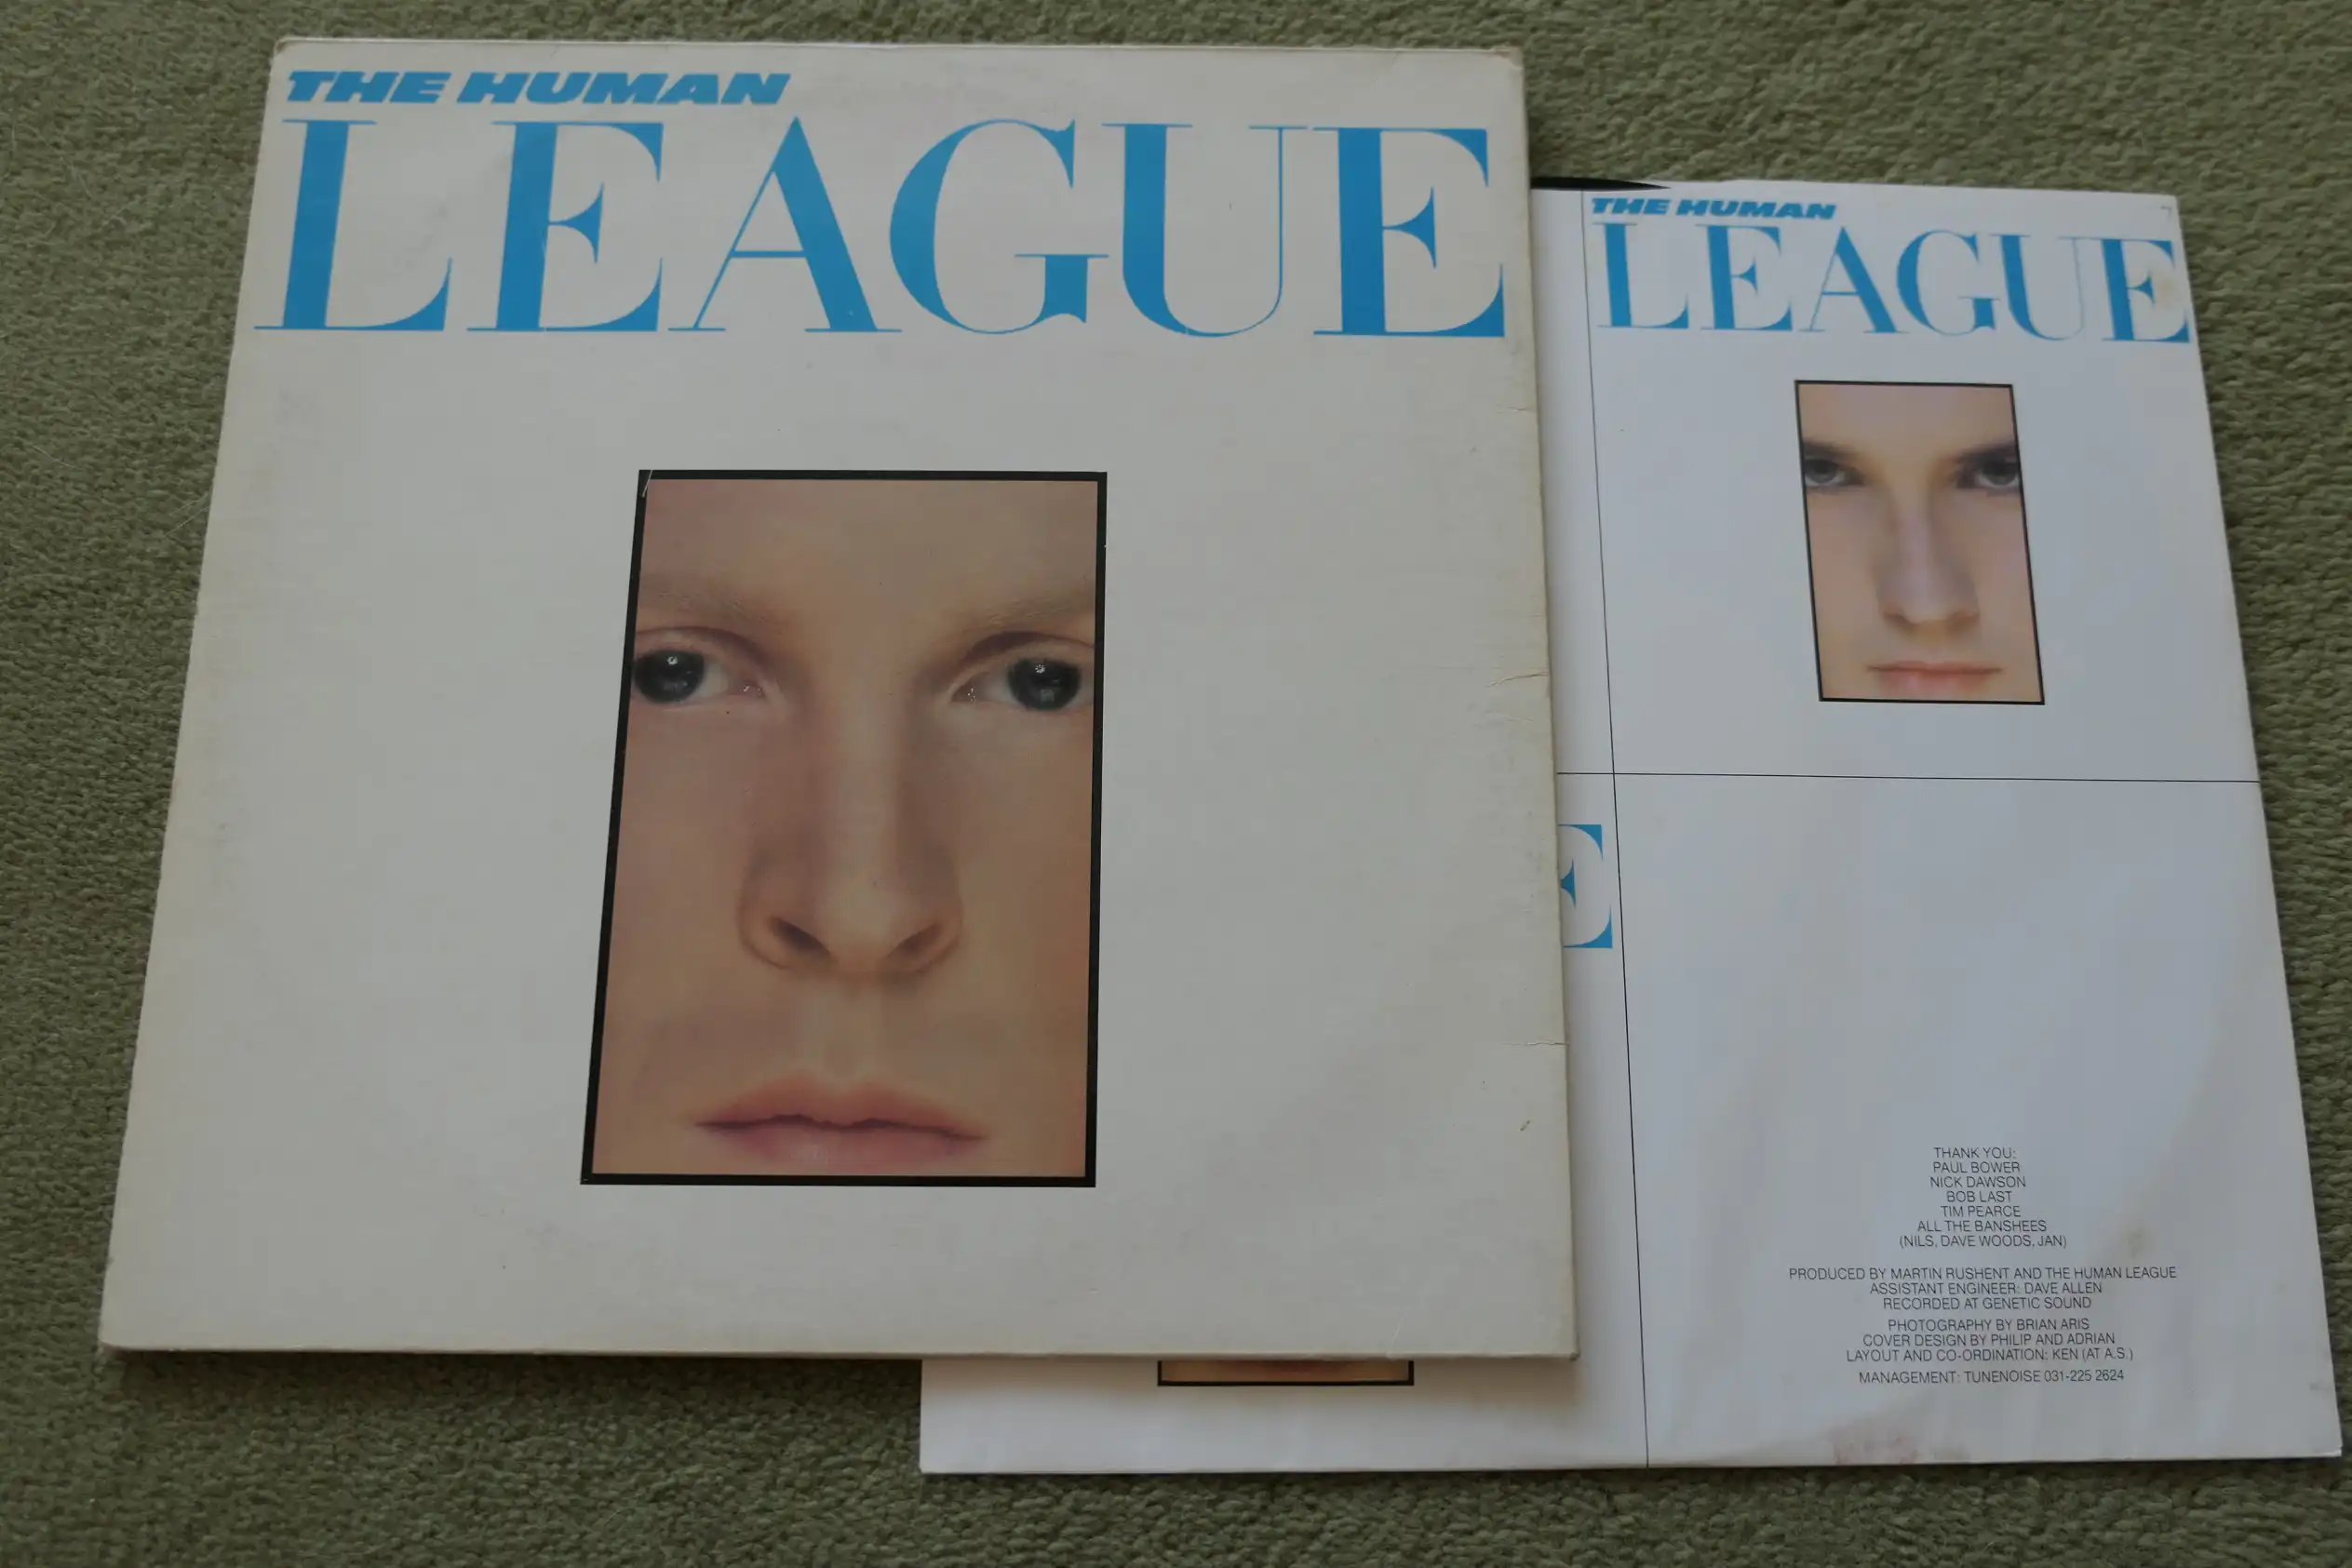 THE HUMAN
LEAGUE
THE HUMAN
LEAGUE
E
THANK YOU:
PAUL BOWER
NICK DAWSON
BOB LAST
TIM PEARCE
ALL THE BANSHEES
(NILS, DAVE WOODS, JAN)
PRODUCED BY MARTIN RUSHENT AND THE HUMAN LEAGUE
ASSISTANT ENGINEER: DAVE ALLEN
RECORDED AT GENETIC SOUND
PHOTOGRAPHY BY BRIAN ARIS
COVER DESIGN BY PHILIP AND ADRIAN
LAYOUT AND CO-ORDINATION: KEN (AT A.S.)
MANAGEMENT: TUNENOISE 031-225 2624